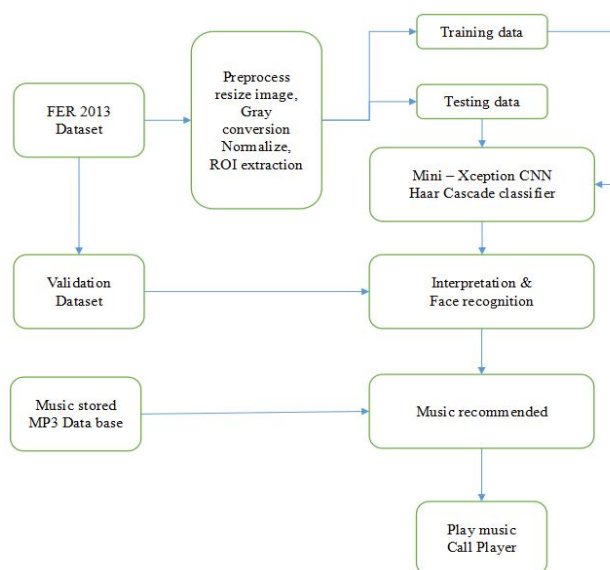 Training data
Preprocess
resize image,
Gray
conversion
Normalize,
ROI extraction
FER 2013
Dataset
Testing data
Mini – Xception CNN
Haar Cascade classifier
Validation
Dataset
Interpretation &
Face recognition
Music stored
MP3 Data base
Music recommended
Play music
Call Player